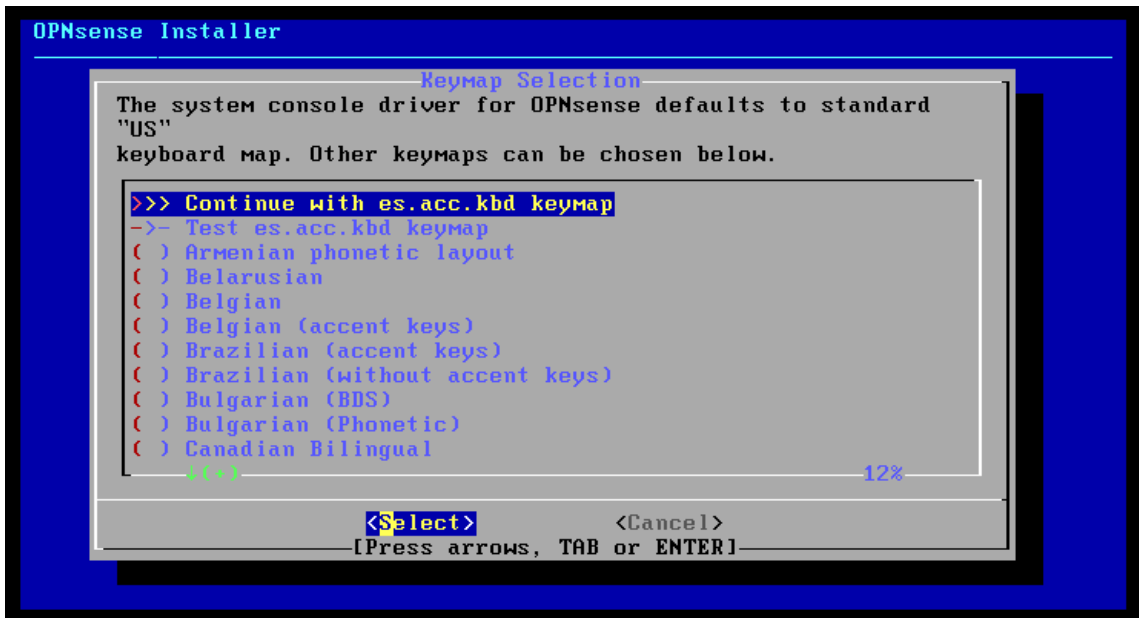 OPNsense Installer
Keymap Selection
The system console driver for OPNsense defaults to standard
"US"
keyboard map. Other keymaps can be chosen below.
>>> Continue with es.acc.kbd keymap
->- Test es.acc.kbd keymap
( ) Armenian phonetic layout
( ) Belarusian
( ) Belgian
( ) Belgian (accent keys)
( ) Brazilian (accent keys)
( ) Brazilian (without accent keys)
( ) Bulgarian (BDS)
( ) Bulgarian (Phonetic)
( ) Canadian Bilingual
↓(+) 12%
<Select> <Cancel>
[Press arrows, TAB or ENTER]